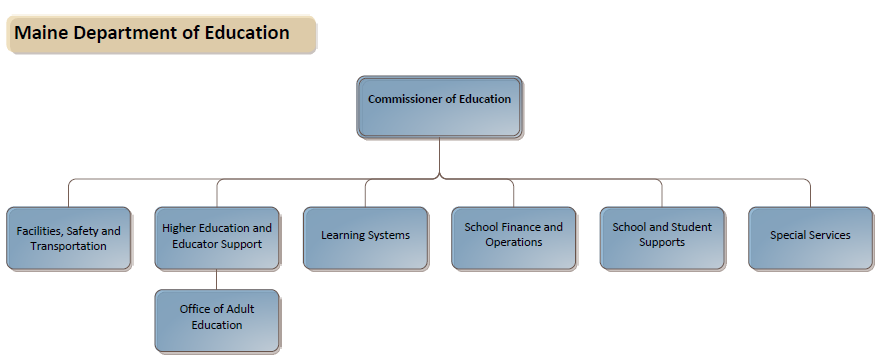 Maine Department of Education
Commissioner of Education
Facilities, Safety and
Transportation
Higher Education and
Educator Support
Learning Systems
School Finance and
Operations
School and Student
Supports
Special Services
Office of Adult
Education